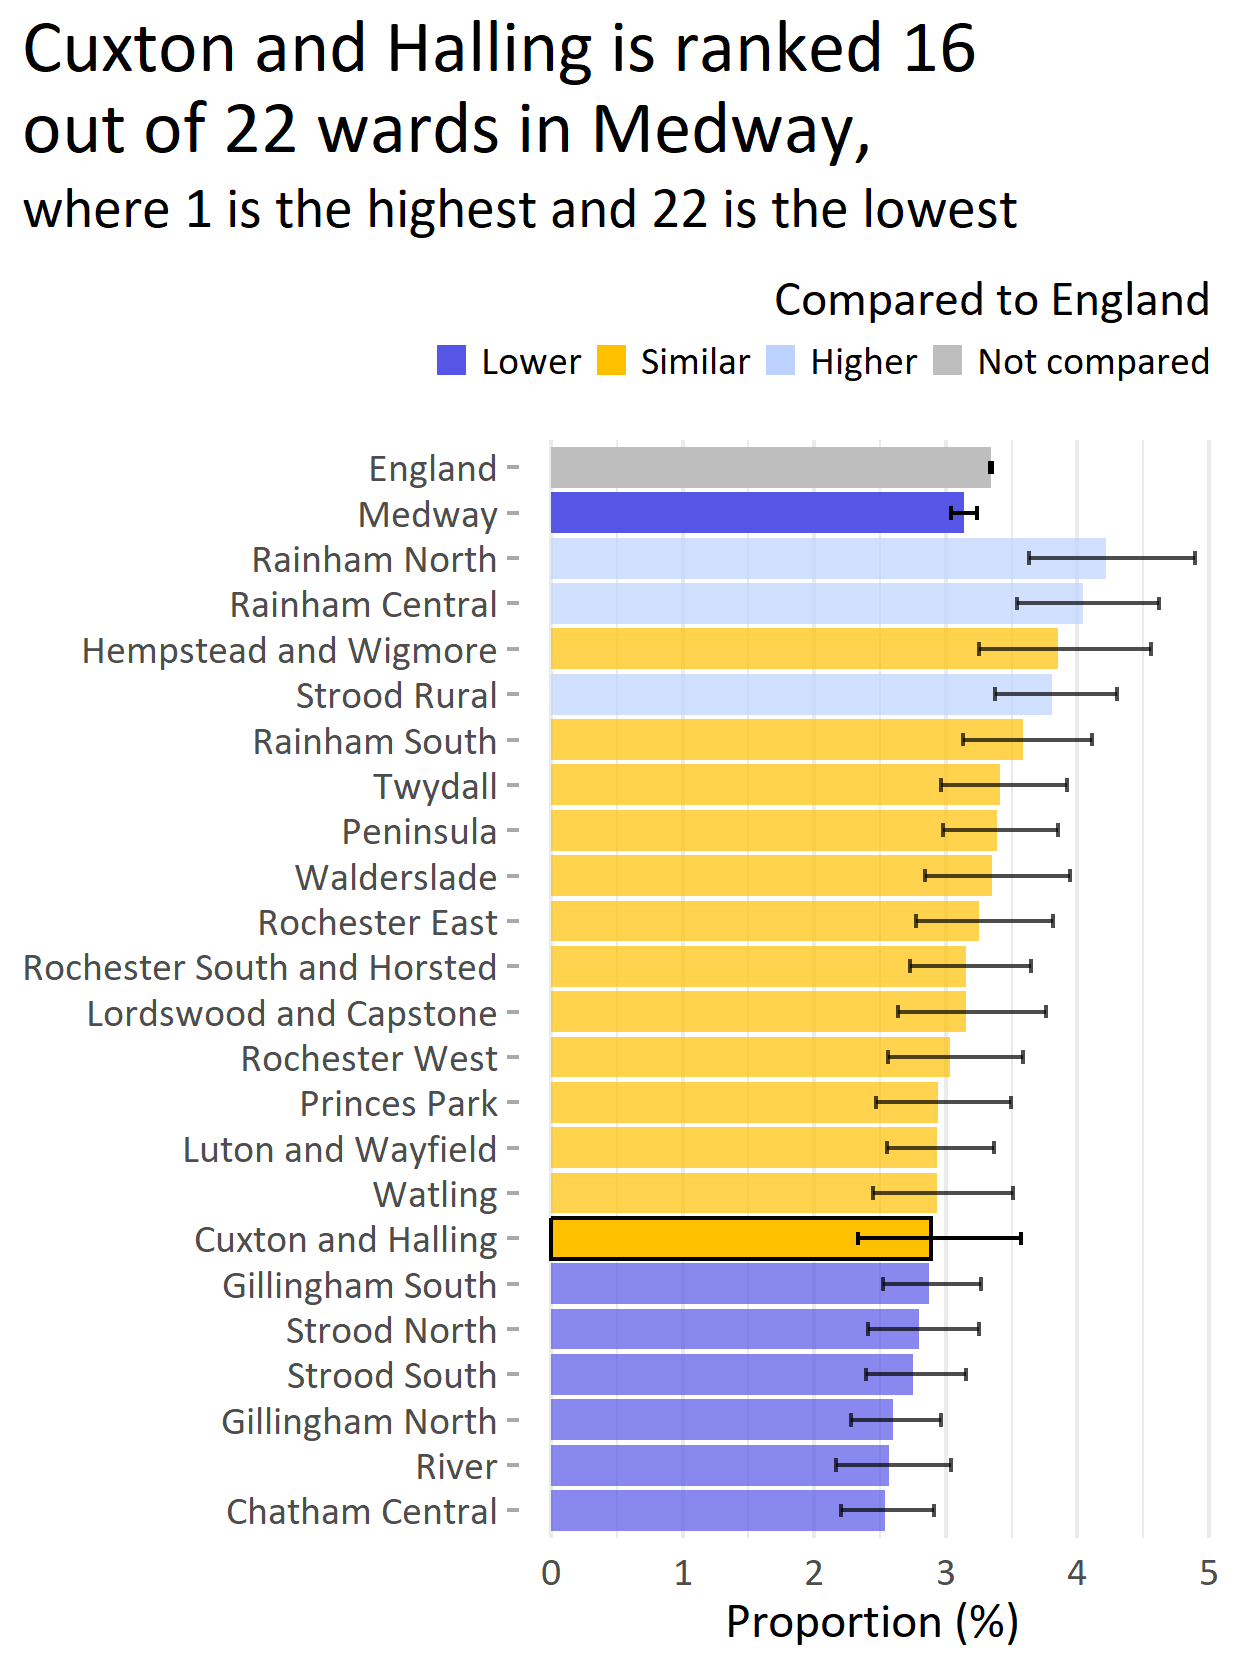 Cuxton and Halling is ranked 16
out of 22 wards in Medway,
where 1 is the highest and 22 is the lowest
Compared to England
Lower Similar Higher Not compared
England
Medway
Rainham North
Rainham Central
Hempstead and Wigmore
Strood Rural
Rainham South
Twydall
Peninsula
Walderslade
Rochester East
Rochester South and Horsted
Lordswood and Capstone
Rochester West
Princes Park
Luton and Wayfield
Watling
Cuxton and Halling
Gillingham South
Strood North
Strood South
Gillingham North
River
Chatham Central
0 1 2 3 4 5
Proportion (%)